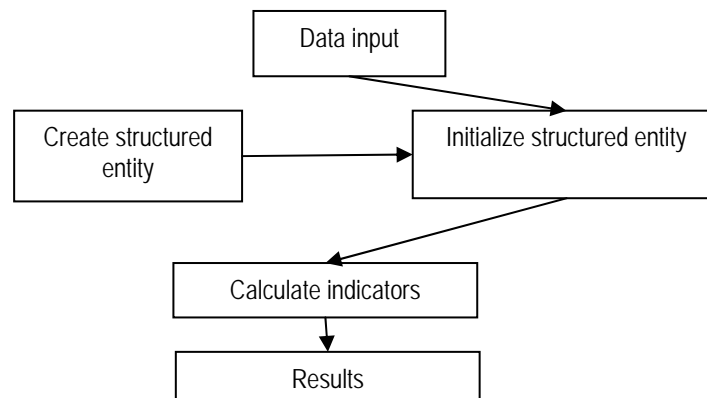 Data input
Create structured
entity
Initialize structured entity
Calculate indicators
Results